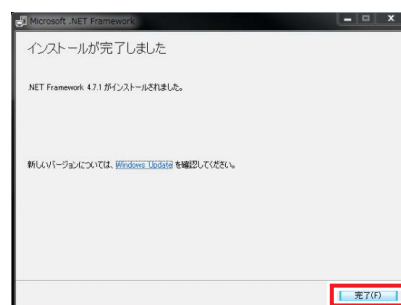 Microsoft .NET Framework
インストールが完了しました
.NET Framework 4.7.1 がインストールされました。
新しいバージョンについては、Windows Update を確認してください。
完了(F)